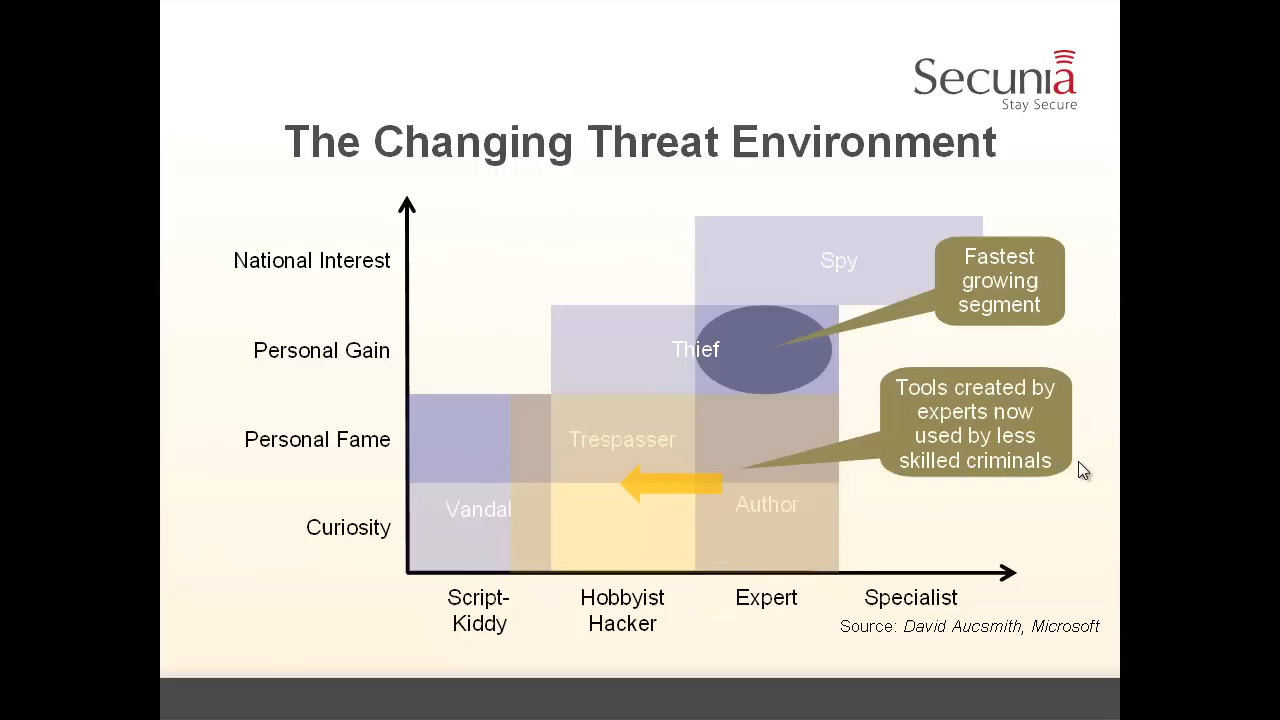 Secunia
Stay Secure
The Changing Threat Environment
National Interest
Spy
Fastest
growing
segment
Personal Gain
Thief
Tools created by
experts now
used by less
skilled criminals
Personal Fame
Trespasser
Vandal
Author
Curiosity
Script-
Kiddy
Hobbyist
Hacker
Expert
Specialist
Source: David Aucsmith, Microsoft